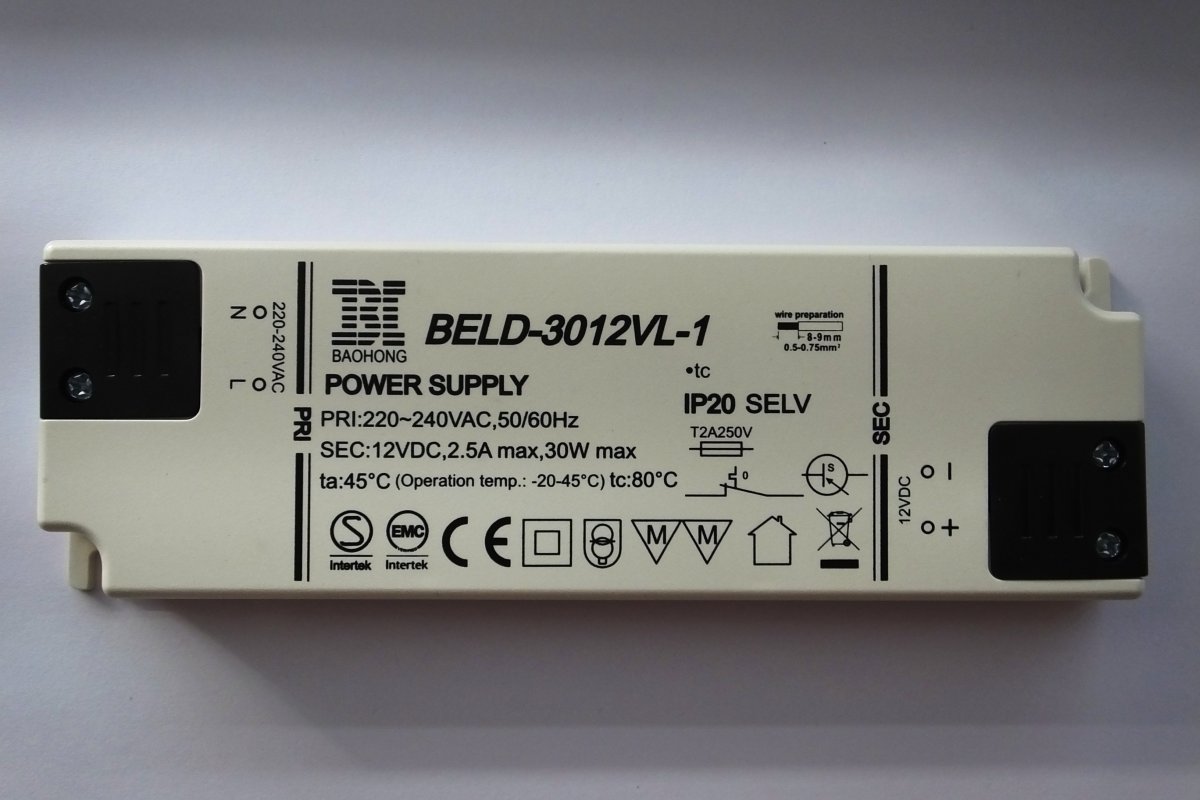 220-240VAC
N
L
PRI
BAOHONG
BELD-3012VL-1
POWER SUPPLY
PRI:220~240VAC,50/60Hz
SEC:12VDC,2.5A max,30W max
ta:45°C (Operation temp.: -20-45°C) tc:80°C
S
Intertek
EMC
Intertek
CE
M M
wire preparation
8-9mm
0.5-0.75mm²
•tc
IP20 SELV
T2A250V
0
S
SEC
12VDC
−
+